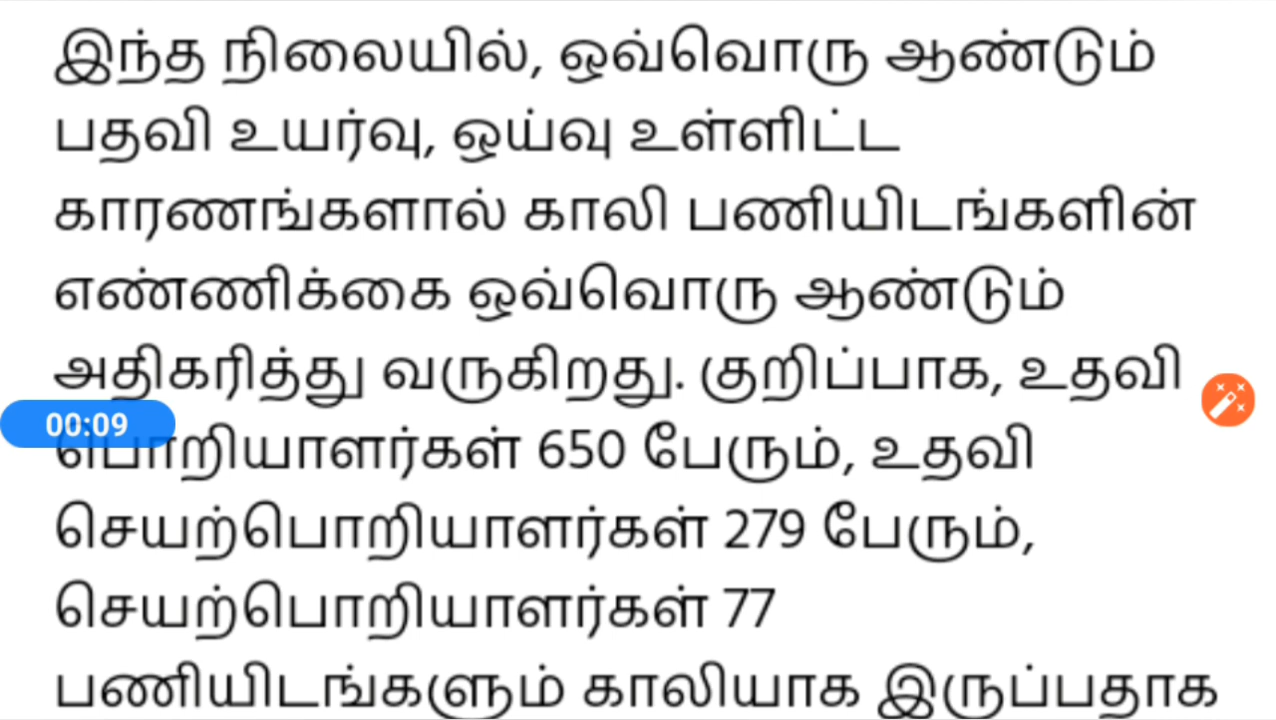 இந்த நிலையில், ஒவ்வொரு ஆண்டும்
பதவி உயர்வு, ஒய்வு உள்ளிட்ட
காரணங்களால் காலி பணியிடங்களின்
எண்ணிக்கை ஒவ்வொரு ஆண்டும்
அதிகரித்து வருகிறது. குறிப்பாக, உதவி
00:09
பொறியாளர்கள் 650 பேரும், உதவி
செயற்பொறியாளர்கள் 279 பேரும்,
செயற்பொறியாளர்கள் 77
பணியிடங்களும் காலியாக இருப்பதாக